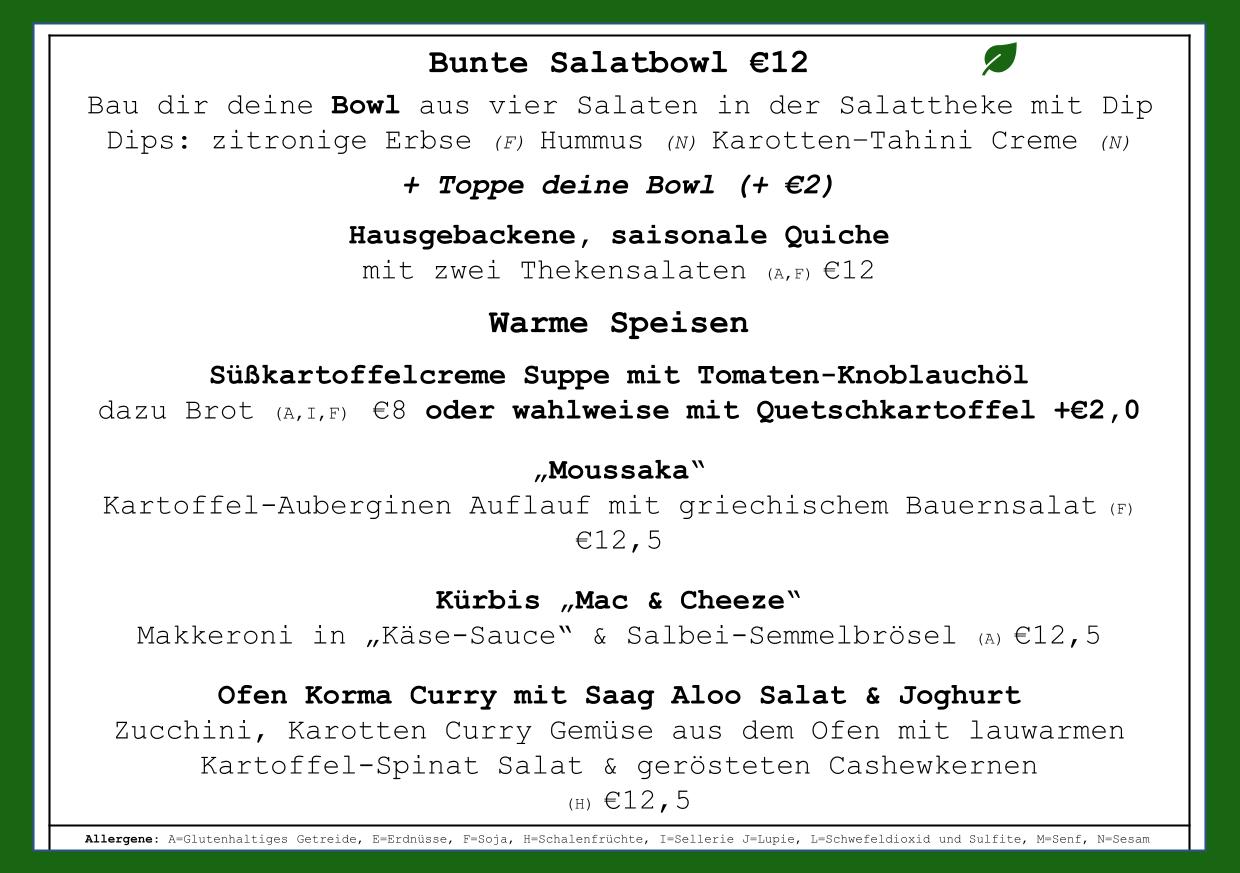 Bunte Salatbowl €12
Bau dir deine Bowl aus vier Salaten in der Salattheke mit Dip
Dips: zitronige Erbse (F) Hummus (N) Karotten-Tahini Creme (N)
+ Toppe deine Bowl (+ €2)
Hausgebackene, saisonale Quiche
mit zwei Thekensalaten (A,F) €12
Warme Speisen
Süßkartoffelcreme Suppe mit Tomaten-Knoblauchöl
dazu Brot (A,I,F) €8 oder wahlweise mit Quetschkartoffel +€2,0
„Moussaka‟
Kartoffel-Auberginen Auflauf mit griechischem Bauernsalat (F)
€12,5
Kürbis „Mac & Cheeze‟
Makkeroni in „Käse-Sauce‟ & Salbei-Semmelbrösel (A) €12,5
Ofen Korma Curry mit Saag Aloo Salat & Joghurt
Zucchini, Karotten Curry Gemüse aus dem Ofen mit lauwarmen
Kartoffel-Spinat Salat & gerösteten Cashewkernen
(H) €12,5
Allergene: A=Glutenhaltiges Getreide, E=Erdnüsse, F=Soja, H=Schalenfrüchte, I=Sellerie J=Lupie, L=Schwefeldioxid und Sulfite, M=Senf, N=Sesam